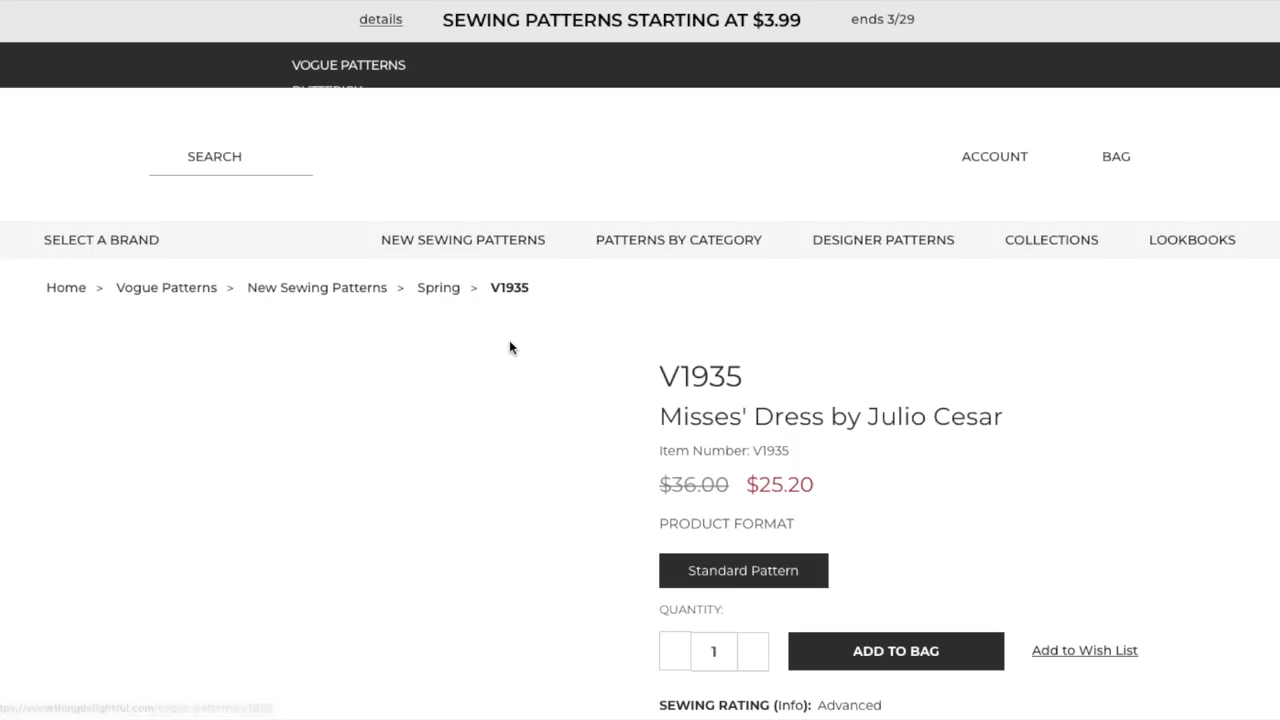 details SEWING PATTERNS STARTING AT $3.99 ends 3/29
VOGUE PATTERNS
SEARCH ACCOUNT BAG
SELECT A BRAND NEW SEWING PATTERNS PATTERNS BY CATEGORY DESIGNER PATTERNS COLLECTIONS LOOKBOOKS
Home > Vogue Patterns > New Sewing Patterns > Spring > V1935
V1935
Misses' Dress by Julio Cesar
Item Number: V1935
$36.00 $25.20
PRODUCT FORMAT
Standard Pattern
QUANTITY:
1 ADD TO BAG Add to Wish List
SEWING RATING (Info): Advanced